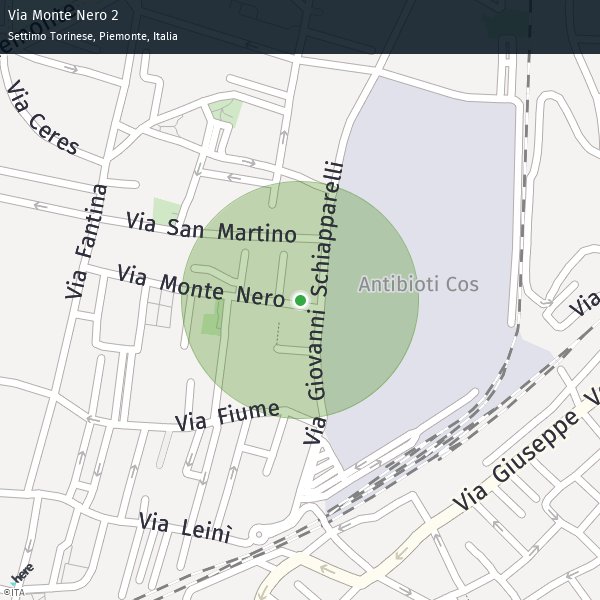 Via Monte Nero 2
Settimo Torinese, Piemonte, Italia
emonte
Via Ceres
Via Fantina
Via San Martino
Via Giovanni Schiapparelli
Via Monte Nero
Antibioti Cos
Via
Via Fiume
Via Giuseppe V
Via Leinì
here
©ITA